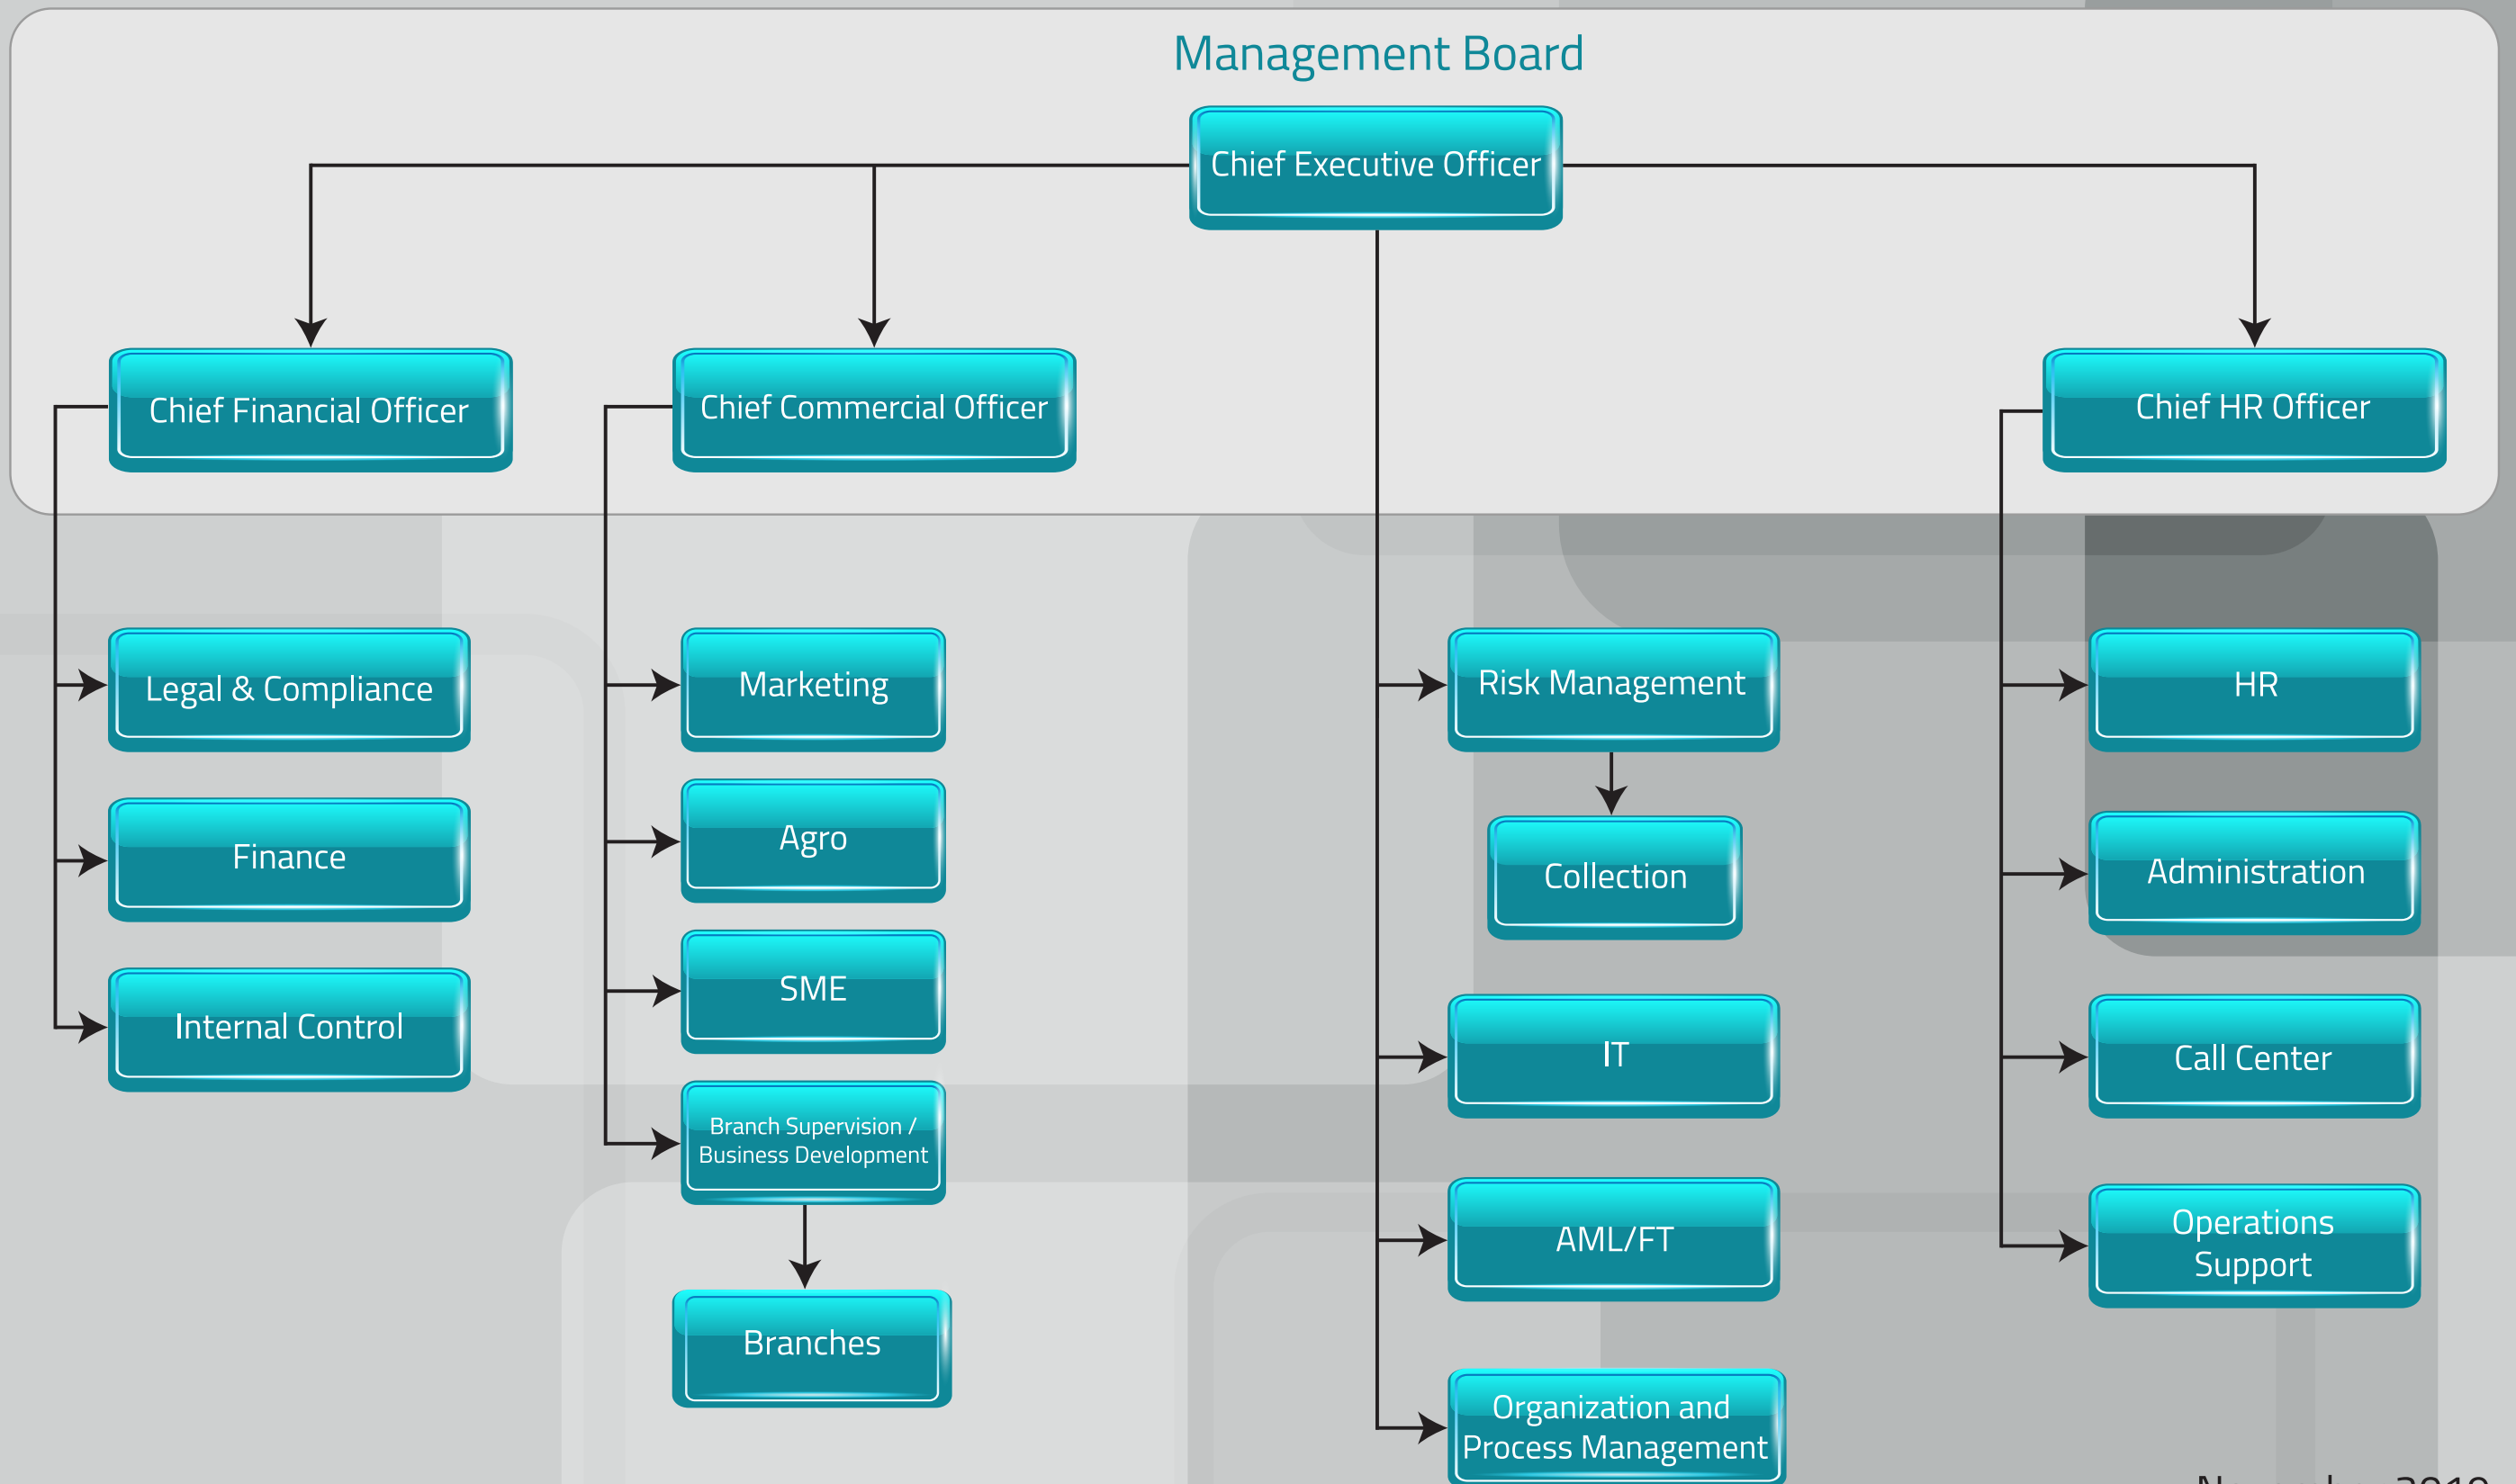 Management Board
Chief Executive Officer
Chief Financial Officer
Chief Commercial Officer
Chief HR Officer
Legal & Compliance
Finance
Internal Control
Marketing
Agro
SME
Branch Supervision /
Business Development
Branches
Risk Management
Collection
IT
AML/FT
Organization and
Process Management
HR
Administration
Call Center
Operations
Support